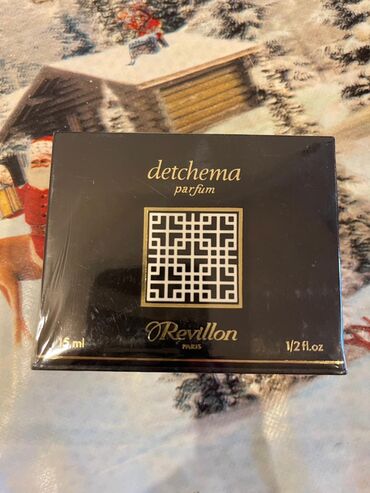 detchema
parfum
Revillon
PARIS
15 ml
1/2 fl.oz